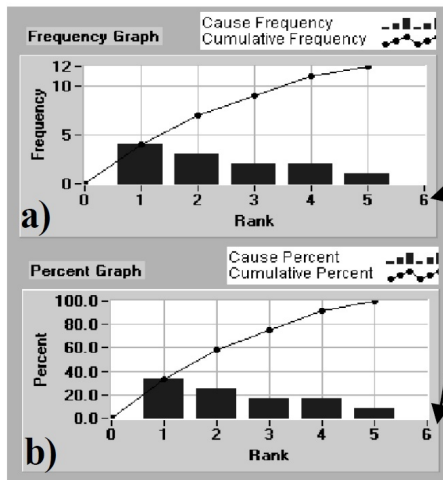 Frequency Graph
Cause Frequency
Cumulative Frequency
12
10
5
0
Frequency
0 1 2 3 4 5 6
Rank
a)
Percent Graph
Cause Percent
Cumulative Percent
100.0
80.0
60.0
40.0
20.0
0.0
Percent
0 1 2 3 4 5 6
Rank
b)